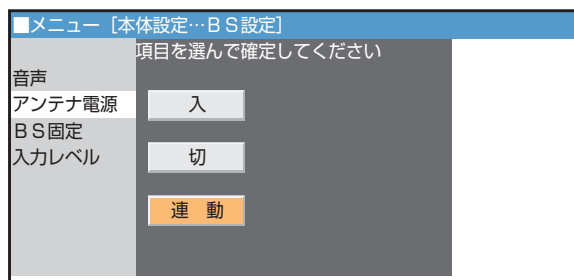 ■メニュー［本体設定…ＢＳ設定］
項目を選んで確定してください
音声
アンテナ電源
ＢＳ固定
入力レベル
入
切
連　動